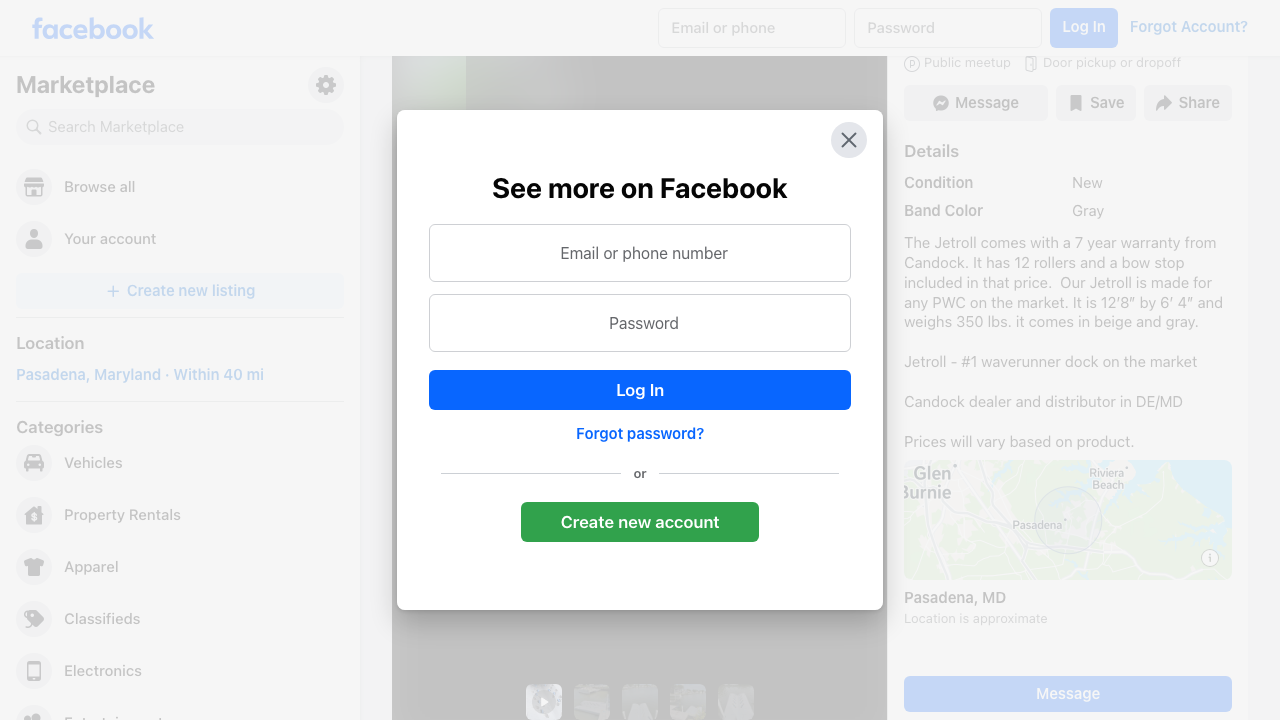 facebook
Email or phone
Password
Log In
Forgot Account?
Marketplace
Search Marketplace
Browse all
Your account
Create new listing
Location
Pasadena, Maryland · Within 40 mi
Categories
Vehicles
Property Rentals
Apparel
Classifieds
Electronics
See more on Facebook
Email or phone number
Password
Log In
Forgot password?
or
Create new account
Public meetup
Door pickup or dropoff
Message
Save
Share
Details
Condition New
Band Color Gray
The Jetroll comes with a 7 year warranty from
Candock. It has 12 rollers and a bow stop
included in that price.  Our Jetroll is made for
any PWC on the market. It is 12’8” by 6’ 4” and
weighs 350 lbs. it comes in beige and gray.
Jetroll - #1 waverunner dock on the market
Candock dealer and distributor in DE/MD
Prices will vary based on product.
Glen
Burnie
Riviera
Beach
Pasadena
Pasadena, MD
Location is approximate
Message